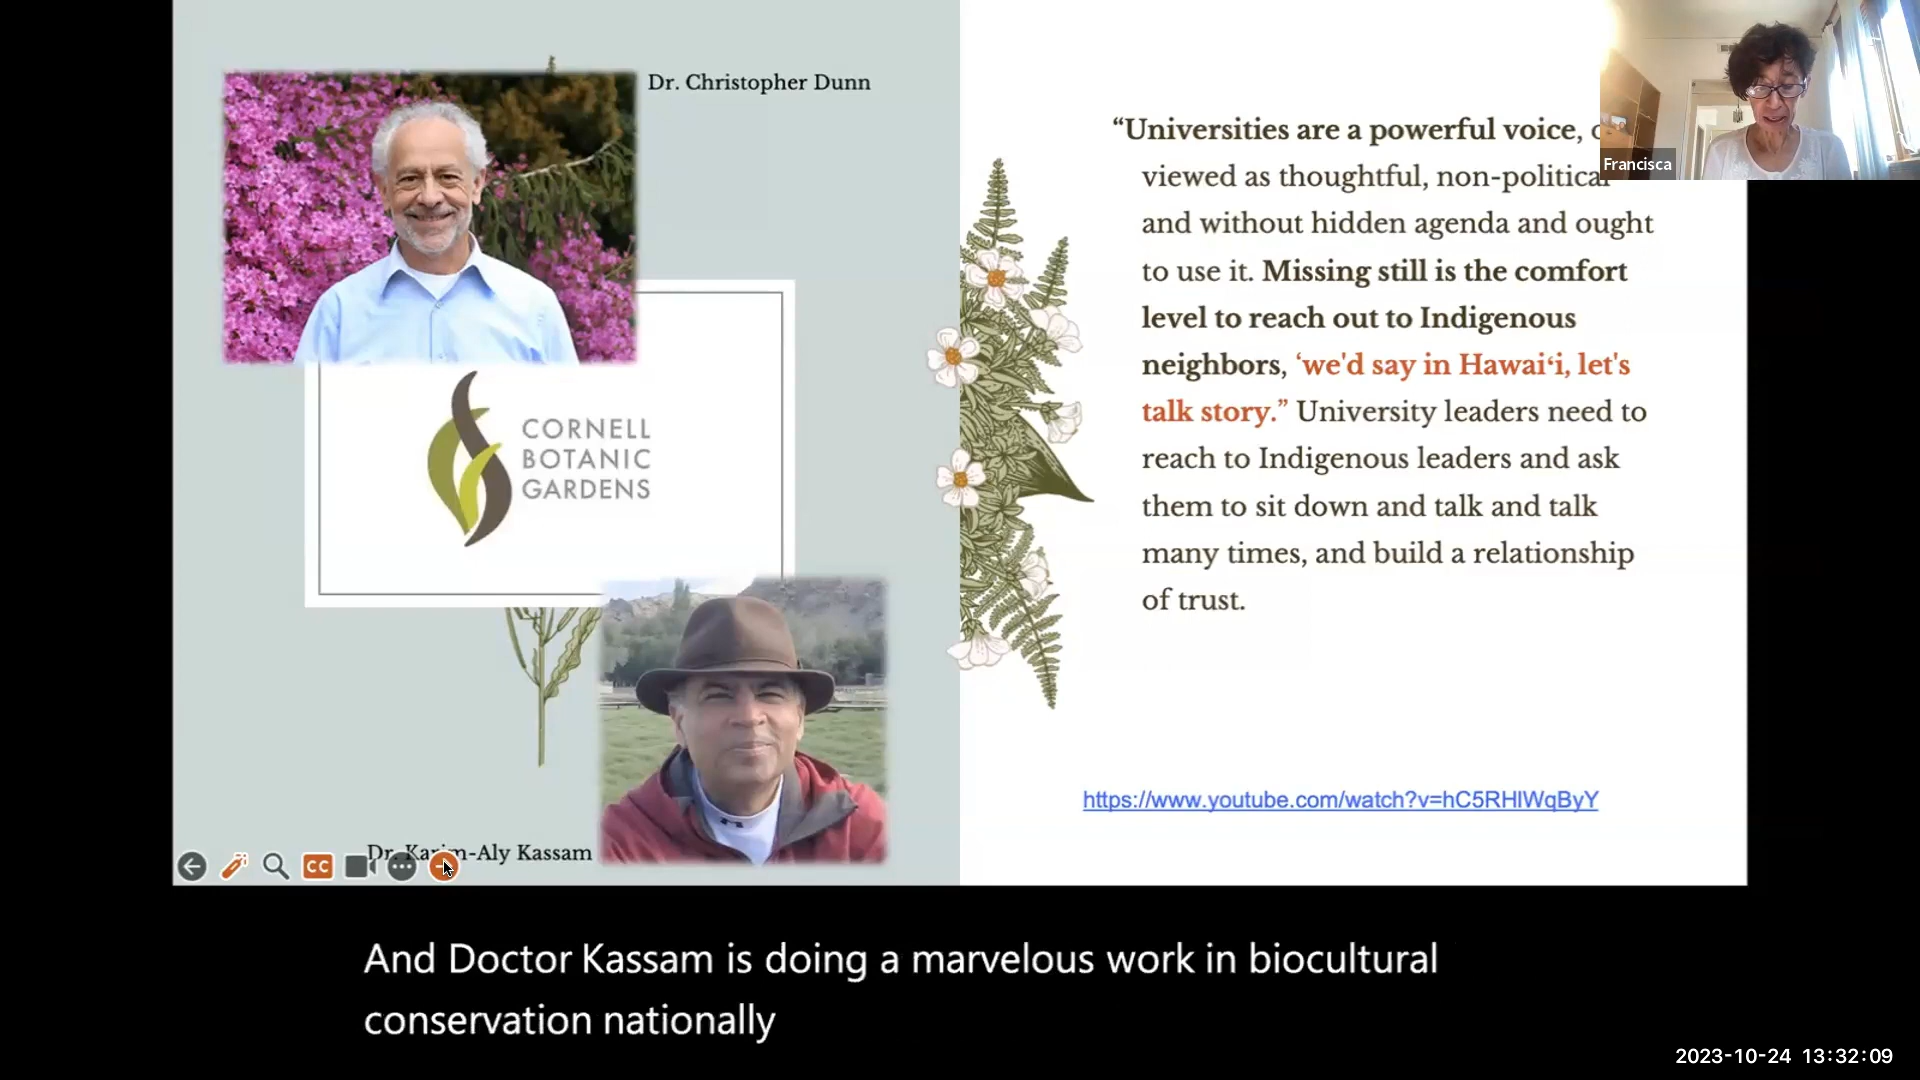 Dr. Christopher Dunn
CORNELL
BOTANIC
GARDENS
Dr. Karim-Aly Kassam
CC
“Universities are a powerful voice,
viewed as thoughtful, non-political
and without hidden agenda and ought
to use it. Missing still is the comfort
level to reach out to Indigenous
neighbors, ‘we'd say in Hawai‘i, let's
talk story.” University leaders need to
reach to Indigenous leaders and ask
them to sit down and talk and talk
many times, and build a relationship
of trust.
https://www.youtube.com/watch?v=hC5RHlWqByY
Francisca
And Doctor Kassam is doing a marvelous work in biocultural
conservation nationally
2023-10-24 13:32:09